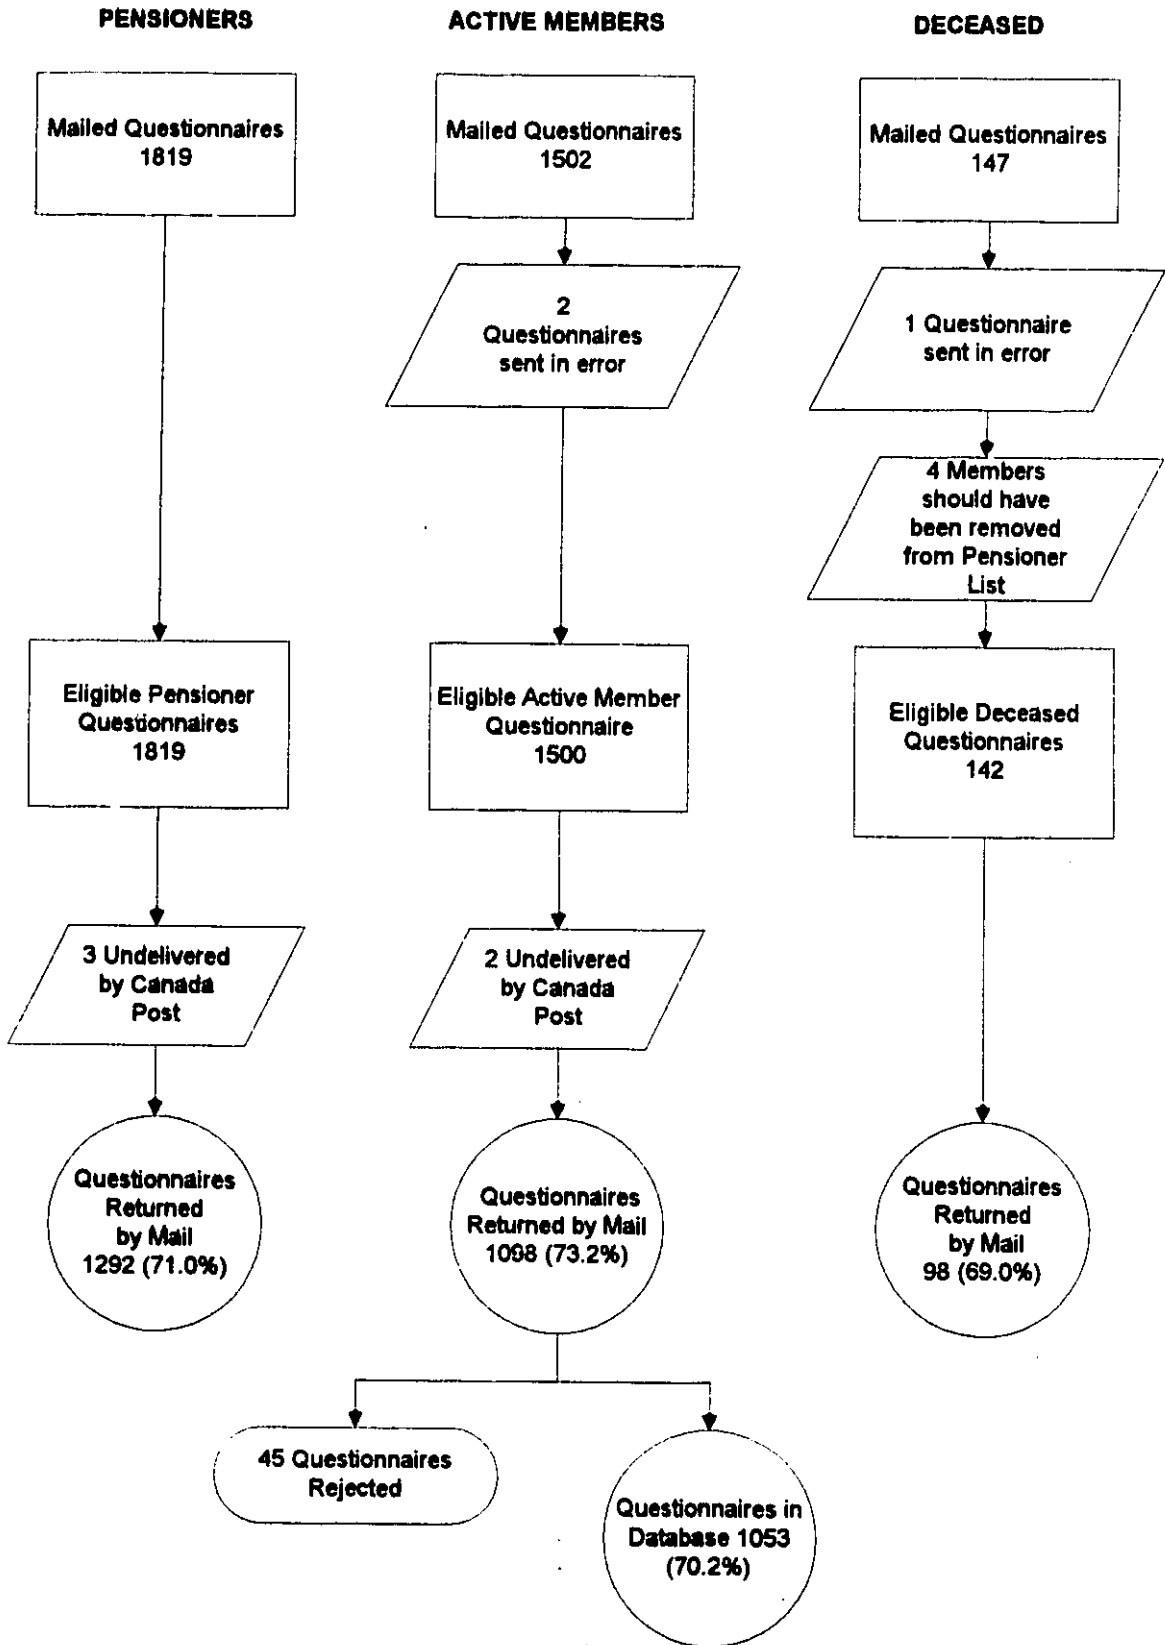 PENSIONERS
Mailed Questionnaires
1819
Eligible Pensioner
Questionnaires
1819
3 Undelivered
by Canada
Post
Questionnaires
Returned
by Mail
1292 (71.0%)
ACTIVE MEMBERS
Mailed Questionnaires
1502
2
Questionnaires
sent in error
Eligible Active Member
Questionnaire
1500
2 Undelivered
by Canada
Post
Questionnaires
Returned by Mail
1098 (73.2%)
45 Questionnaires
Rejected
Questionnaires in
Database 1053
(70.2%)
DECEASED
Mailed Questionnaires
147
1 Questionnaire
sent in error
4 Members
should have
been removed
from Pensioner
List
Eligible Deceased
Questionnaires
142
Questionnaires
Returned
by Mail
98 (69.0%)